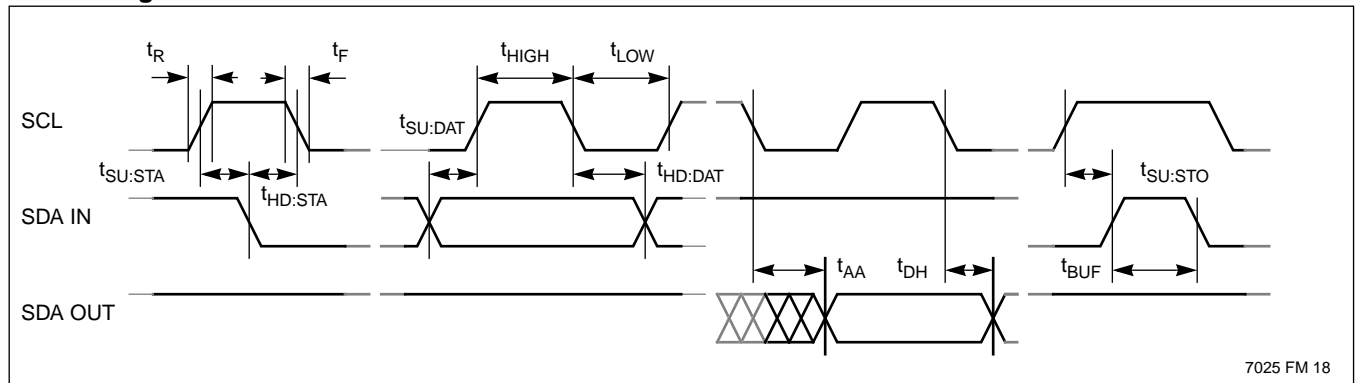 tR
tF
tHIGH
tLOW
SCL
tSU:DAT
tSU:STA
tHD:STA
tHD:DAT
tSU:STO
SDA IN
tAA
tDH
tBUF
SDA OUT
7025 FM 18